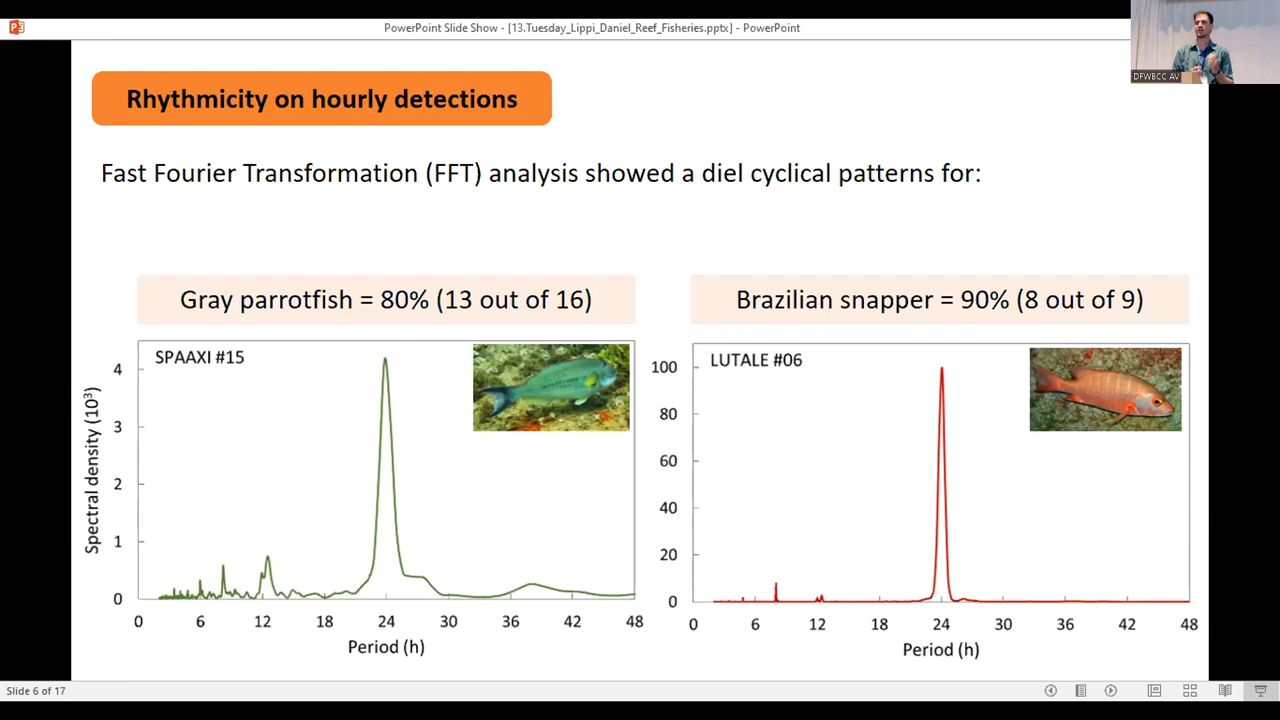 PowerPoint Slide Show - [13.Tuesday_Lippi_Daniel_Reef_Fisheries.pptx] - PowerPoint
DFWBCC AV
Rhythmicity on hourly detections
Fast Fourier Transformation (FFT) analysis showed a diel cyclical patterns for:
Gray parrotfish = 80% (13 out of 16)
SPAAXI #15
Spectral density (10³)
4
3
2
1
0
0 6 12 18 24 30 36 42 48
Period (h)
Brazilian snapper = 90% (8 out of 9)
LUTALE #06
100
80
60
40
20
0
0 6 12 18 24 30 36 42 48
Period (h)
Slide 6 of 17